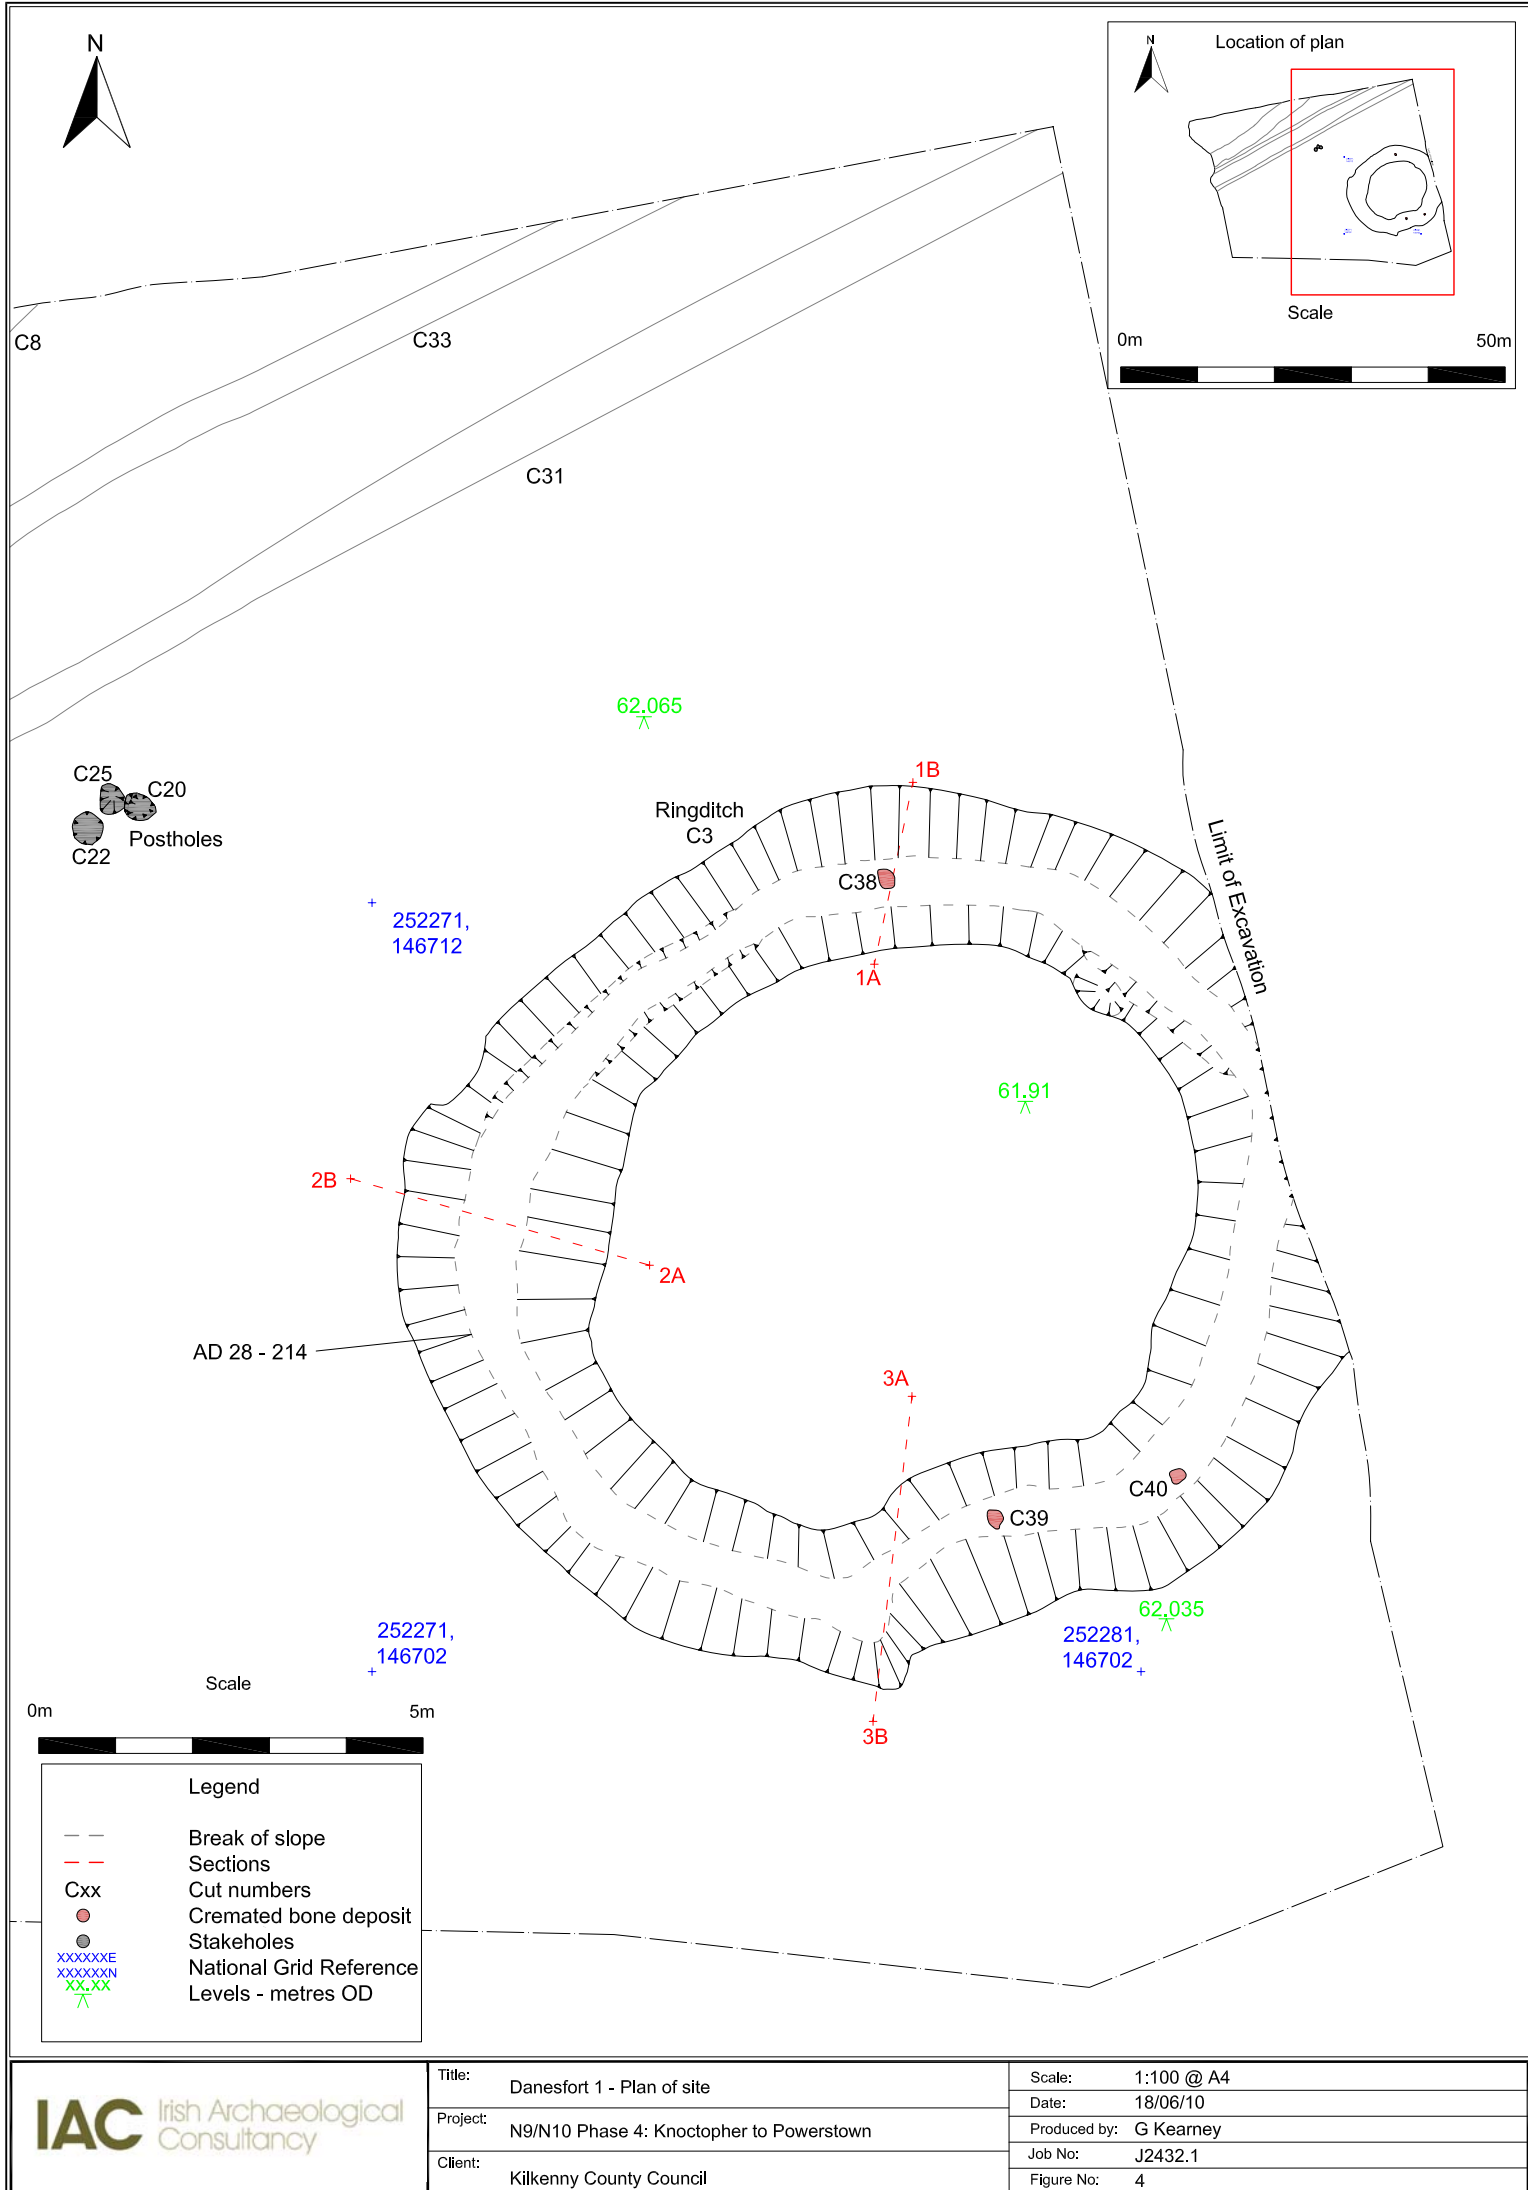 N
N
Location of plan
Scale
0m
50m
C8
C33
C31
62.065
C25
C20
C22
Postholes
Ringditch
C3
1B
C38
1A
Limit of Excavation
252271,
146712
61.91
2B
2A
AD 28 - 214
3A
C40
C39
62.035
252271,
146702
252281,
146702
3B
Scale
0m
5m
Legend
Break of slope
Sections
Cxx
Cut numbers
Cremated bone deposit
Stakeholes
XXXXXXE
XXXXXXN
National Grid Reference
XX.XX
Levels - metres OD
IAC Irish Archaeological
Consultancy
Title:
Danesfort 1 - Plan of site
Project:
N9/N10 Phase 4: Knoctopher to Powerstown
Client:
Kilkenny County Council
Scale: 1:100 @ A4
Date: 18/06/10
Produced by: G Kearney
Job No: J2432.1
Figure No: 4